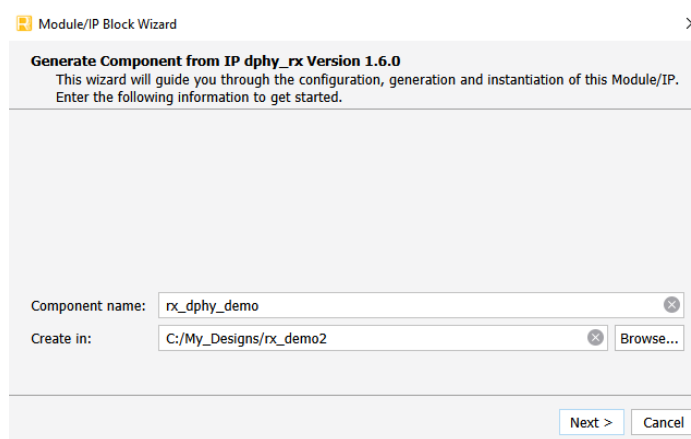 Module/IP Block Wizard
Generate Component from IP dphy_rx Version 1.6.0
This wizard will guide you through the configuration, generation and instantiation of this Module/IP.
Enter the following information to get started.
Component name: rx_dphy_demo
Create in: C:/My_Designs/rx_demo2 Browse...
Next > Cancel